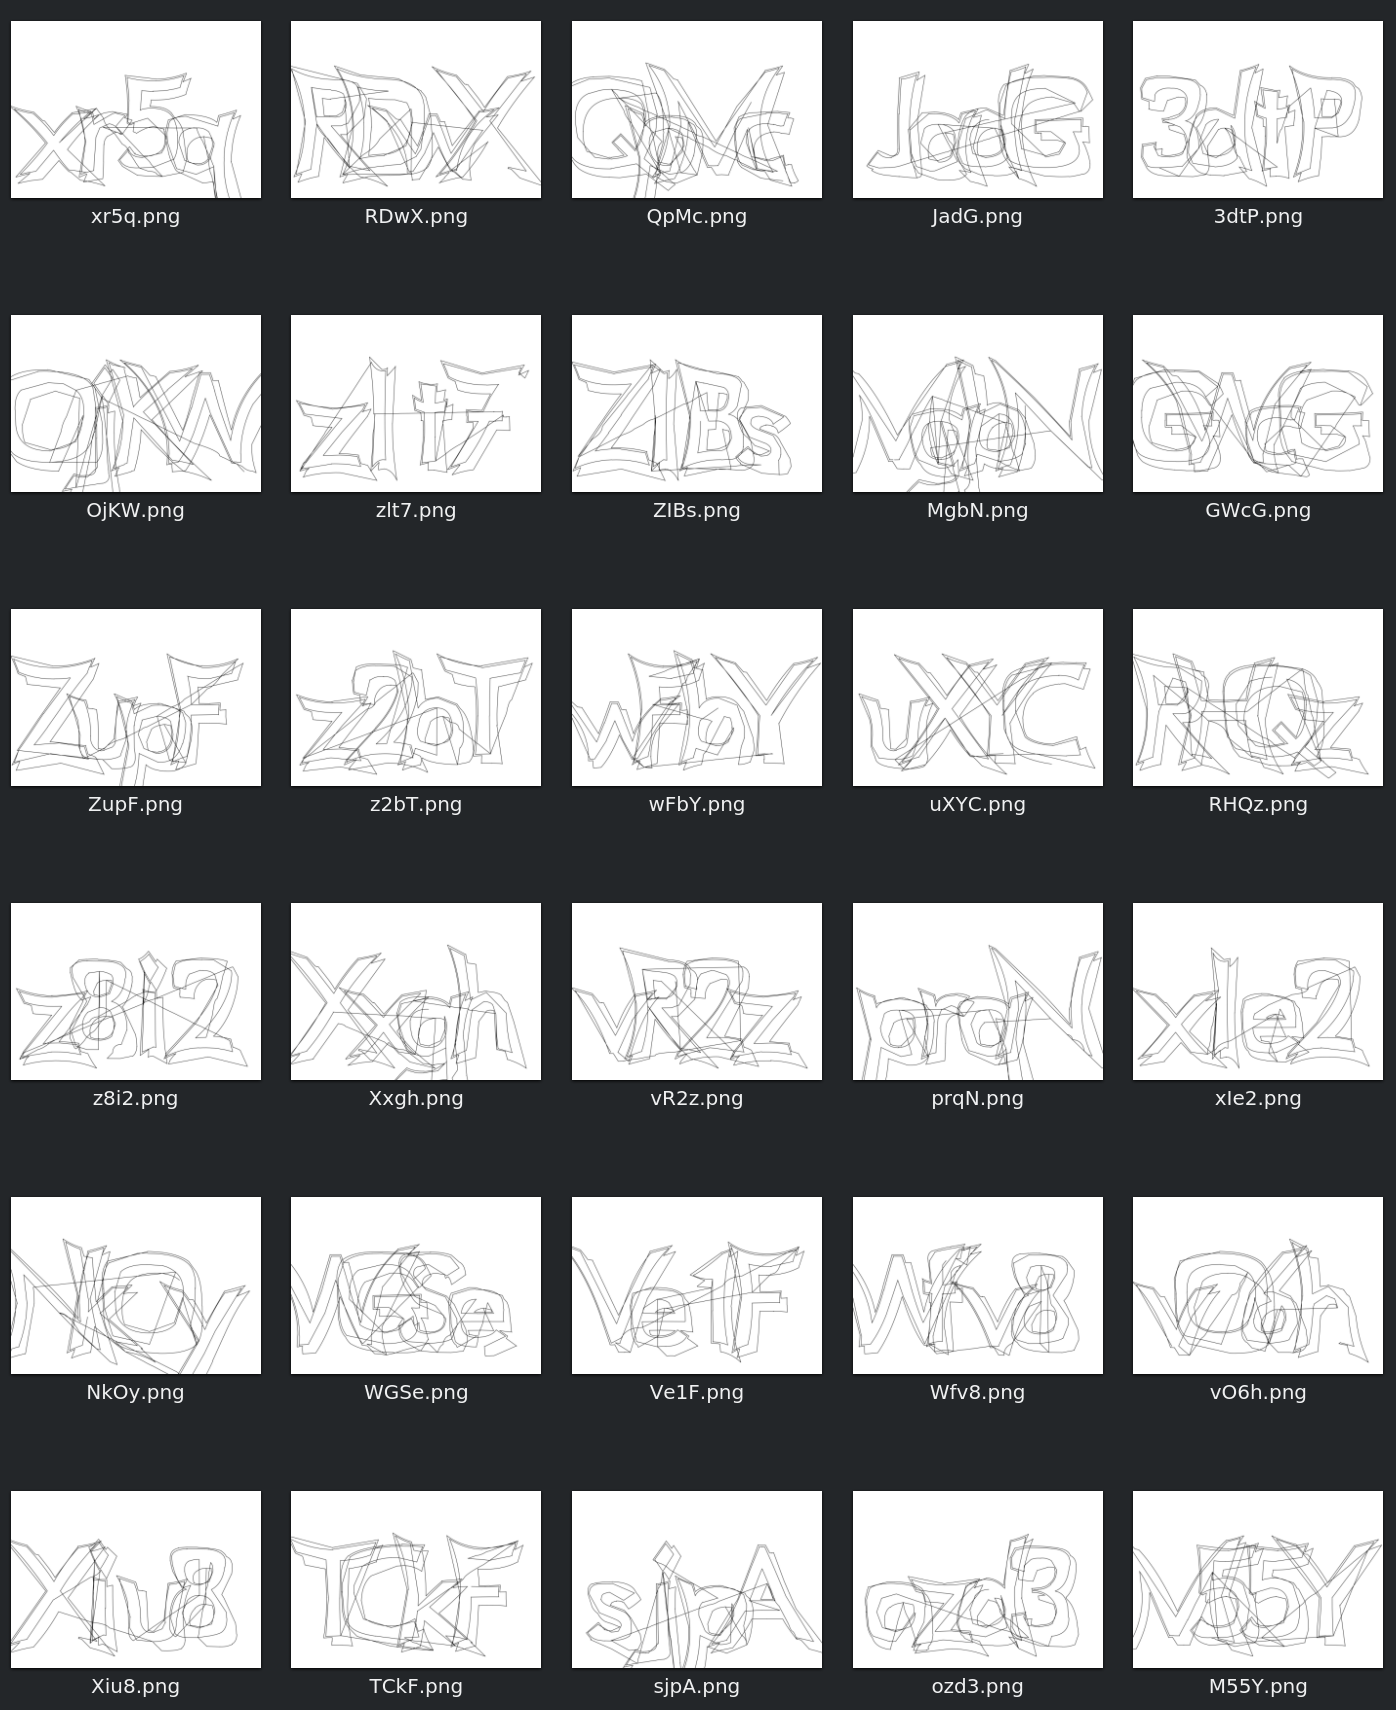 xr5q RDwX QpMc JadG 3dtP
xr5q.png RDwX.png QpMc.png JadG.png 3dtP.png
OjKW zlt7 ZIBs MgbN GWcG
OjKW.png zlt7.png ZIBs.png MgbN.png GWcG.png
ZupF z2bT wFbY uXYC RHQz
ZupF.png z2bT.png wFbY.png uXYC.png RHQz.png
z8i2 Xxgh vR2z prqN xIe2
z8i2.png Xxgh.png vR2z.png prqN.png xIe2.png
NkOy WGSe Ve1F Wfv8 vO6h
NkOy.png WGSe.png Ve1F.png Wfv8.png vO6h.png
Xiu8 TCkF sjpA ozd3 M55Y
Xiu8.png TCkF.png sjpA.png ozd3.png M55Y.png